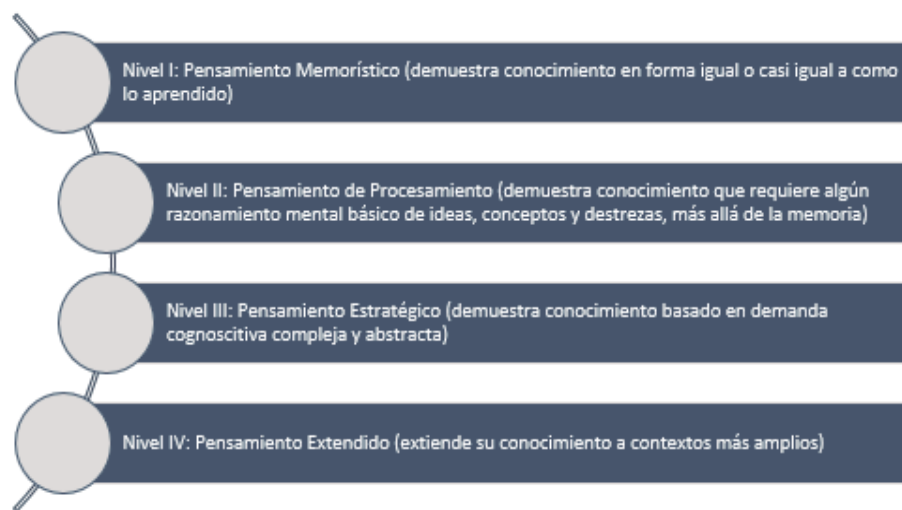 Nivel I: Pensamiento Memorístico (demuestra conocimiento en forma igual o casi igual a como
lo aprendido)
Nivel II: Pensamiento de Procesamiento (demuestra conocimiento que requiere algún
razonamiento mental básico de ideas, conceptos y destrezas, más allá de la memoria)
Nivel III: Pensamiento Estratégico (demuestra conocimiento basado en demanda
cognoscitiva compleja y abstracta)
Nivel IV: Pensamiento Extendido (extiende su conocimiento a contextos más amplios)